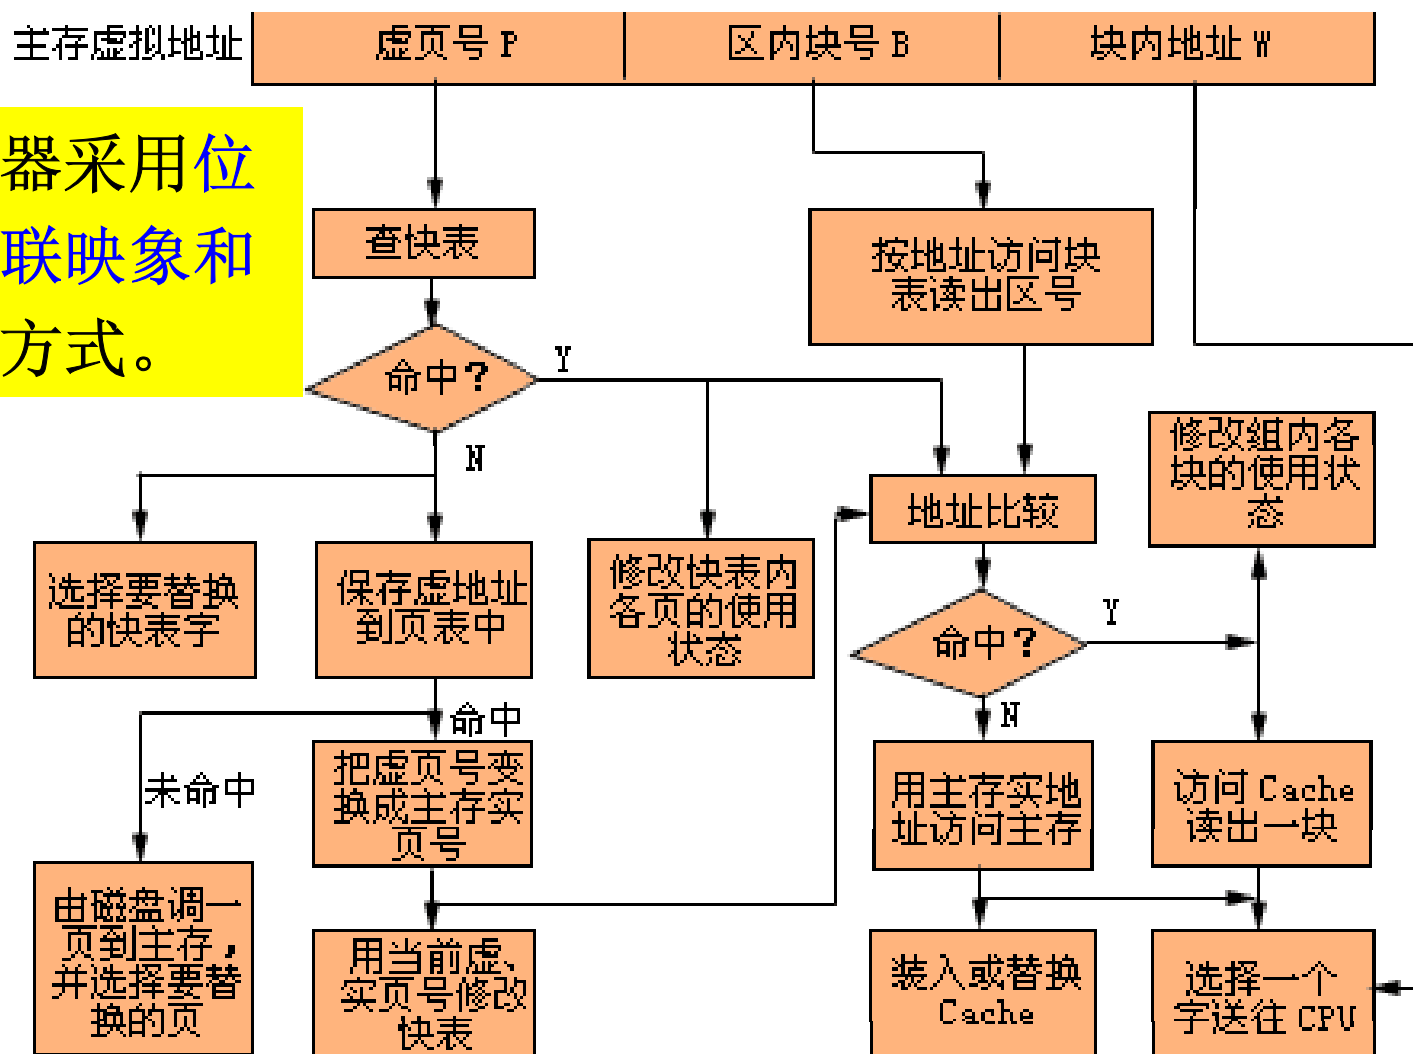 主存虚拟地址
虚页号 P
区内块号 B
块内地址 W
器采用位
联映象和
方式。
查快表
按地址访问块
表读出区号
命中?
Y
N
修改组内各
块的使用状
态
地址比较
选择要替换
的快表字
保存虚地址
到页表中
修改快表内
各页的使用
状态
命中?
Y
N
命中
未命中
把虚页号变
换成主存实
页号
用主存实地
址访问主存
访问 Cache
读出一块
由磁盘调一
页到主存,
并选择要替
换的页
用当前虚、
实页号修改
快表
装入或替换
Cache
选择一个
字送往 CPU